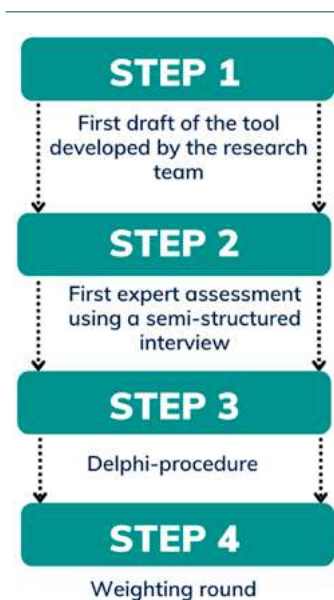 STEP 1
First draft of the tool
developed by the research
team
STEP 2
First expert assessment
using a semi-structured
interview
STEP 3
Delphi-procedure
STEP 4
Weighting round